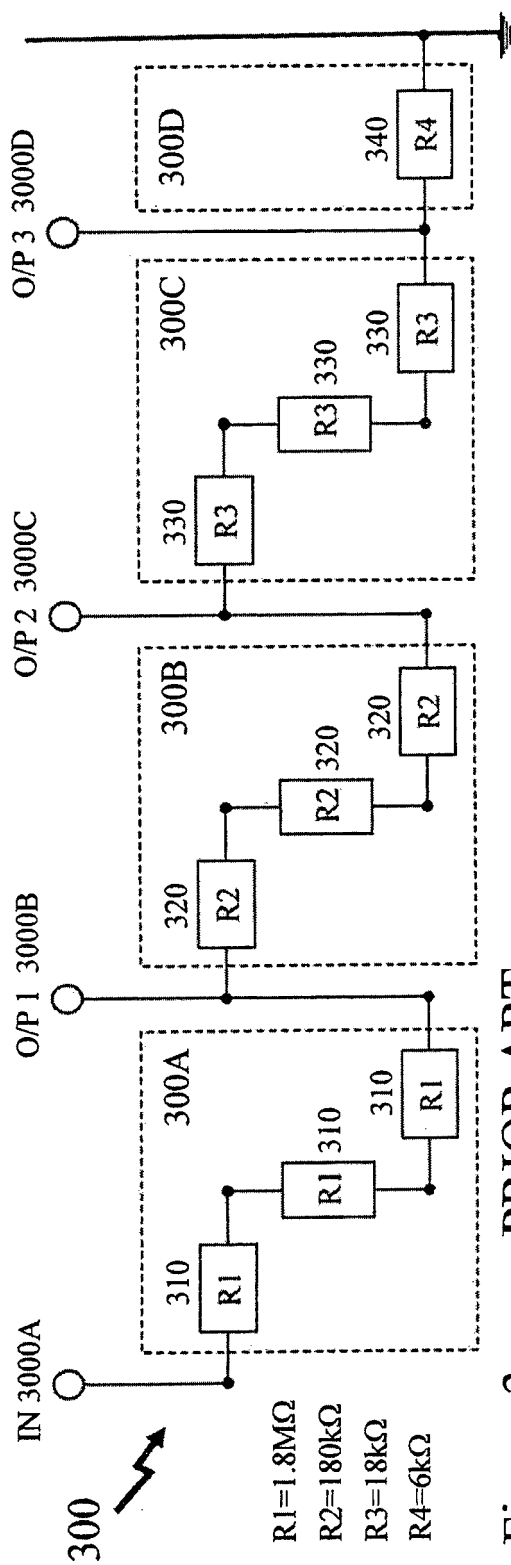 300
IN 3000A
O/P 1 3000B
O/P 2 3000C
O/P 3 3000D
300A
300B
300C
300D
310
R1
310
R1
310
R1
320
R2
320
R2
320
R2
330
R3
330
R3
330
R3
340
R4
R1=1.8MΩ
R2=180kΩ
R3=18kΩ
R4=6kΩ
PRIOR ART